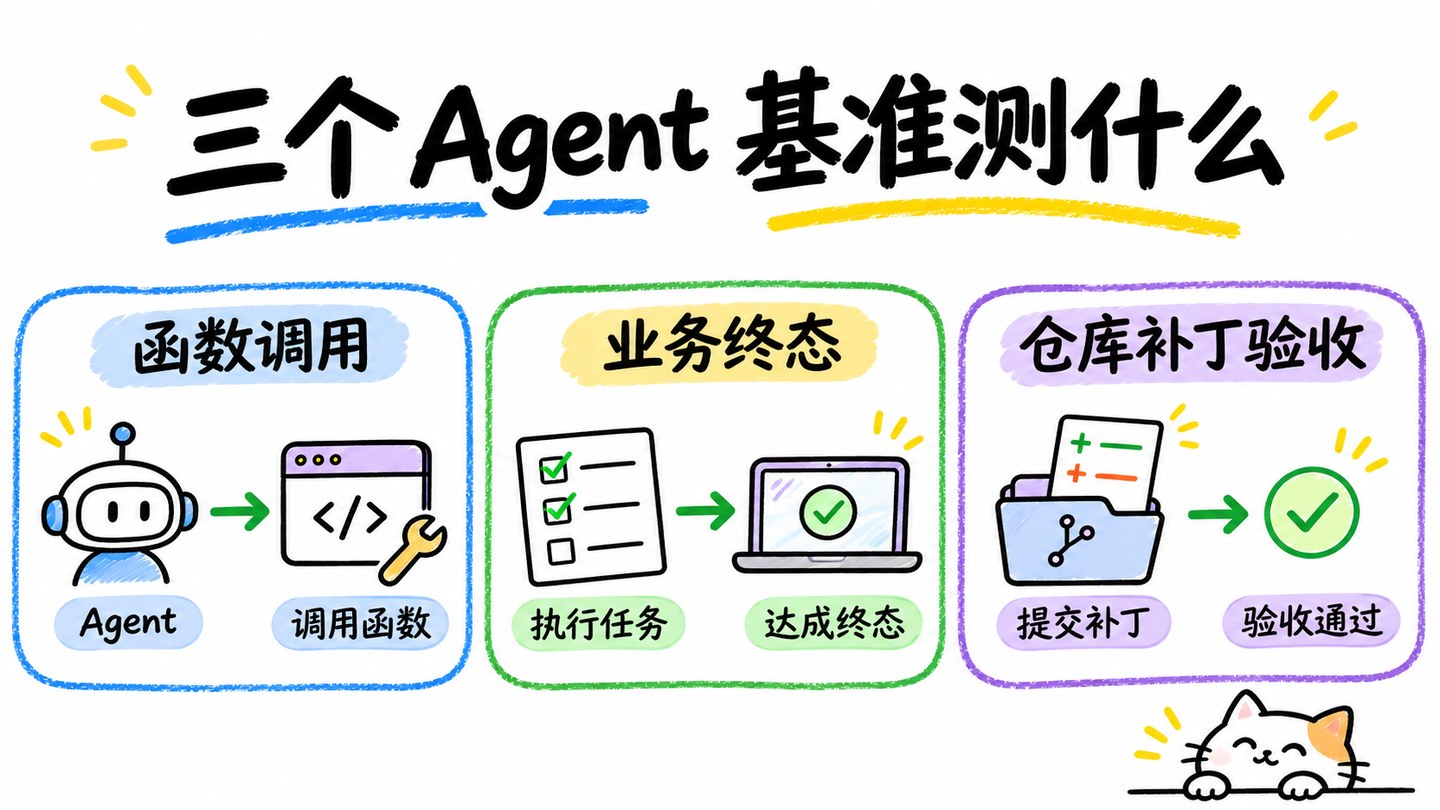 三个 Agent 基准测什么
函数调用
Agent
调用函数
业务终态
执行任务
达成终态
仓库补丁验收
提交补丁
验收通过